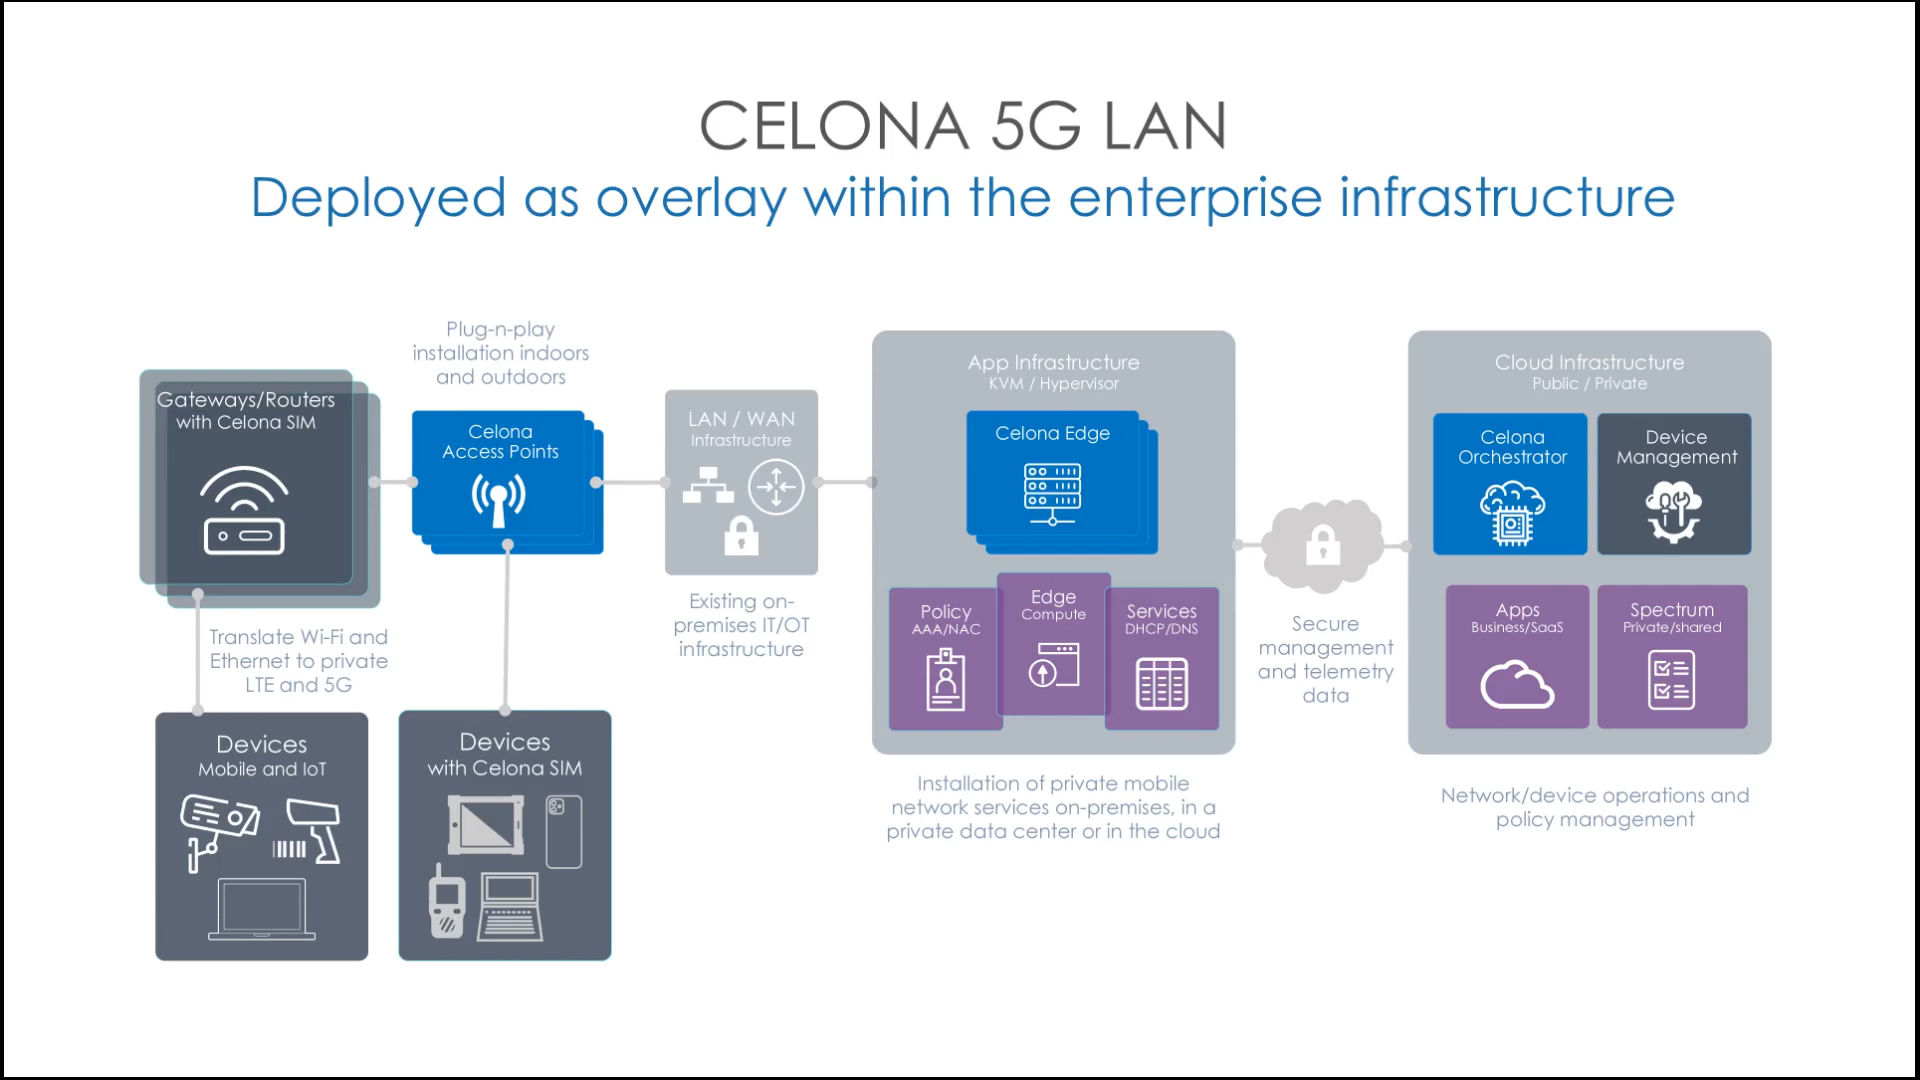 CELONA 5G LAN
Deployed as overlay within the enterprise infrastructure
Gateways/Routers
with Celona SIM
Translate Wi-Fi and
Ethernet to private
LTE and 5G
Devices
Mobile and IoT
Plug-n-play
installation indoors
and outdoors
Celona
Access Points
Devices
with Celona SIM
LAN / WAN
Infrastructure
Existing on-
premises IT/OT
infrastructure
App Infrastructure
KVM / Hypervisor
Celona Edge
Policy
AAA/NAC
Edge
Compute
Services
DHCP/DNS
Installation of private mobile
network services on-premises, in a
private data center or in the cloud
Secure
management
and telemetry
data
Cloud Infrastructure
Public / Private
Celona
Orchestrator
Device
Management
Apps
Business/SaaS
Spectrum
Private/shared
Network/device operations and
policy management